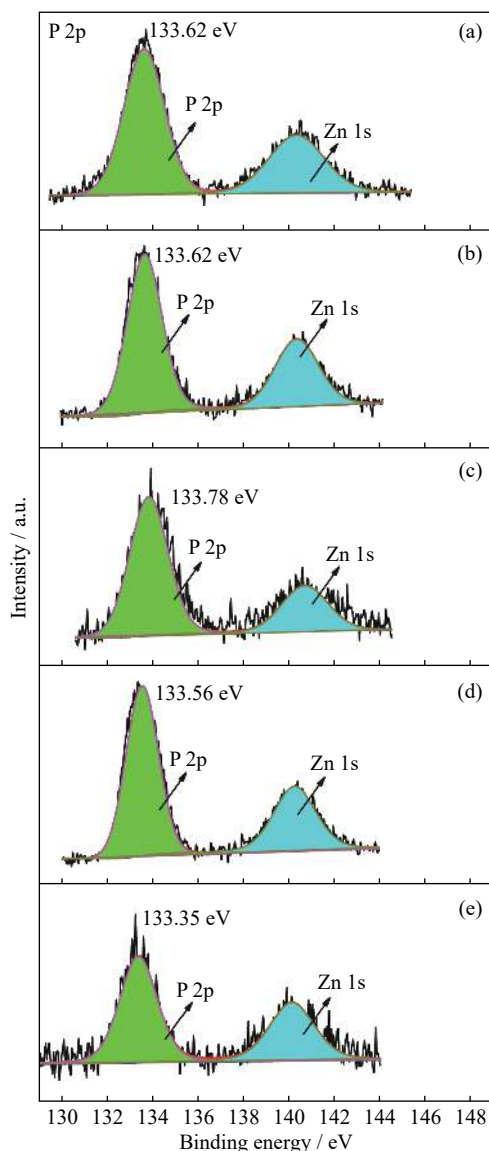 P 2p
133.62 eV
(a)
P 2p
Zn 1s
133.62 eV
(b)
P 2p
Zn 1s
(c)
133.78 eV
P 2p
Zn 1s
(d)
133.56 eV
P 2p
Zn 1s
(e)
133.35 eV
P 2p
Zn 1s
Intensity / a.u.
130 132 134 136 138 140 142 144 146 148
Binding energy / eV